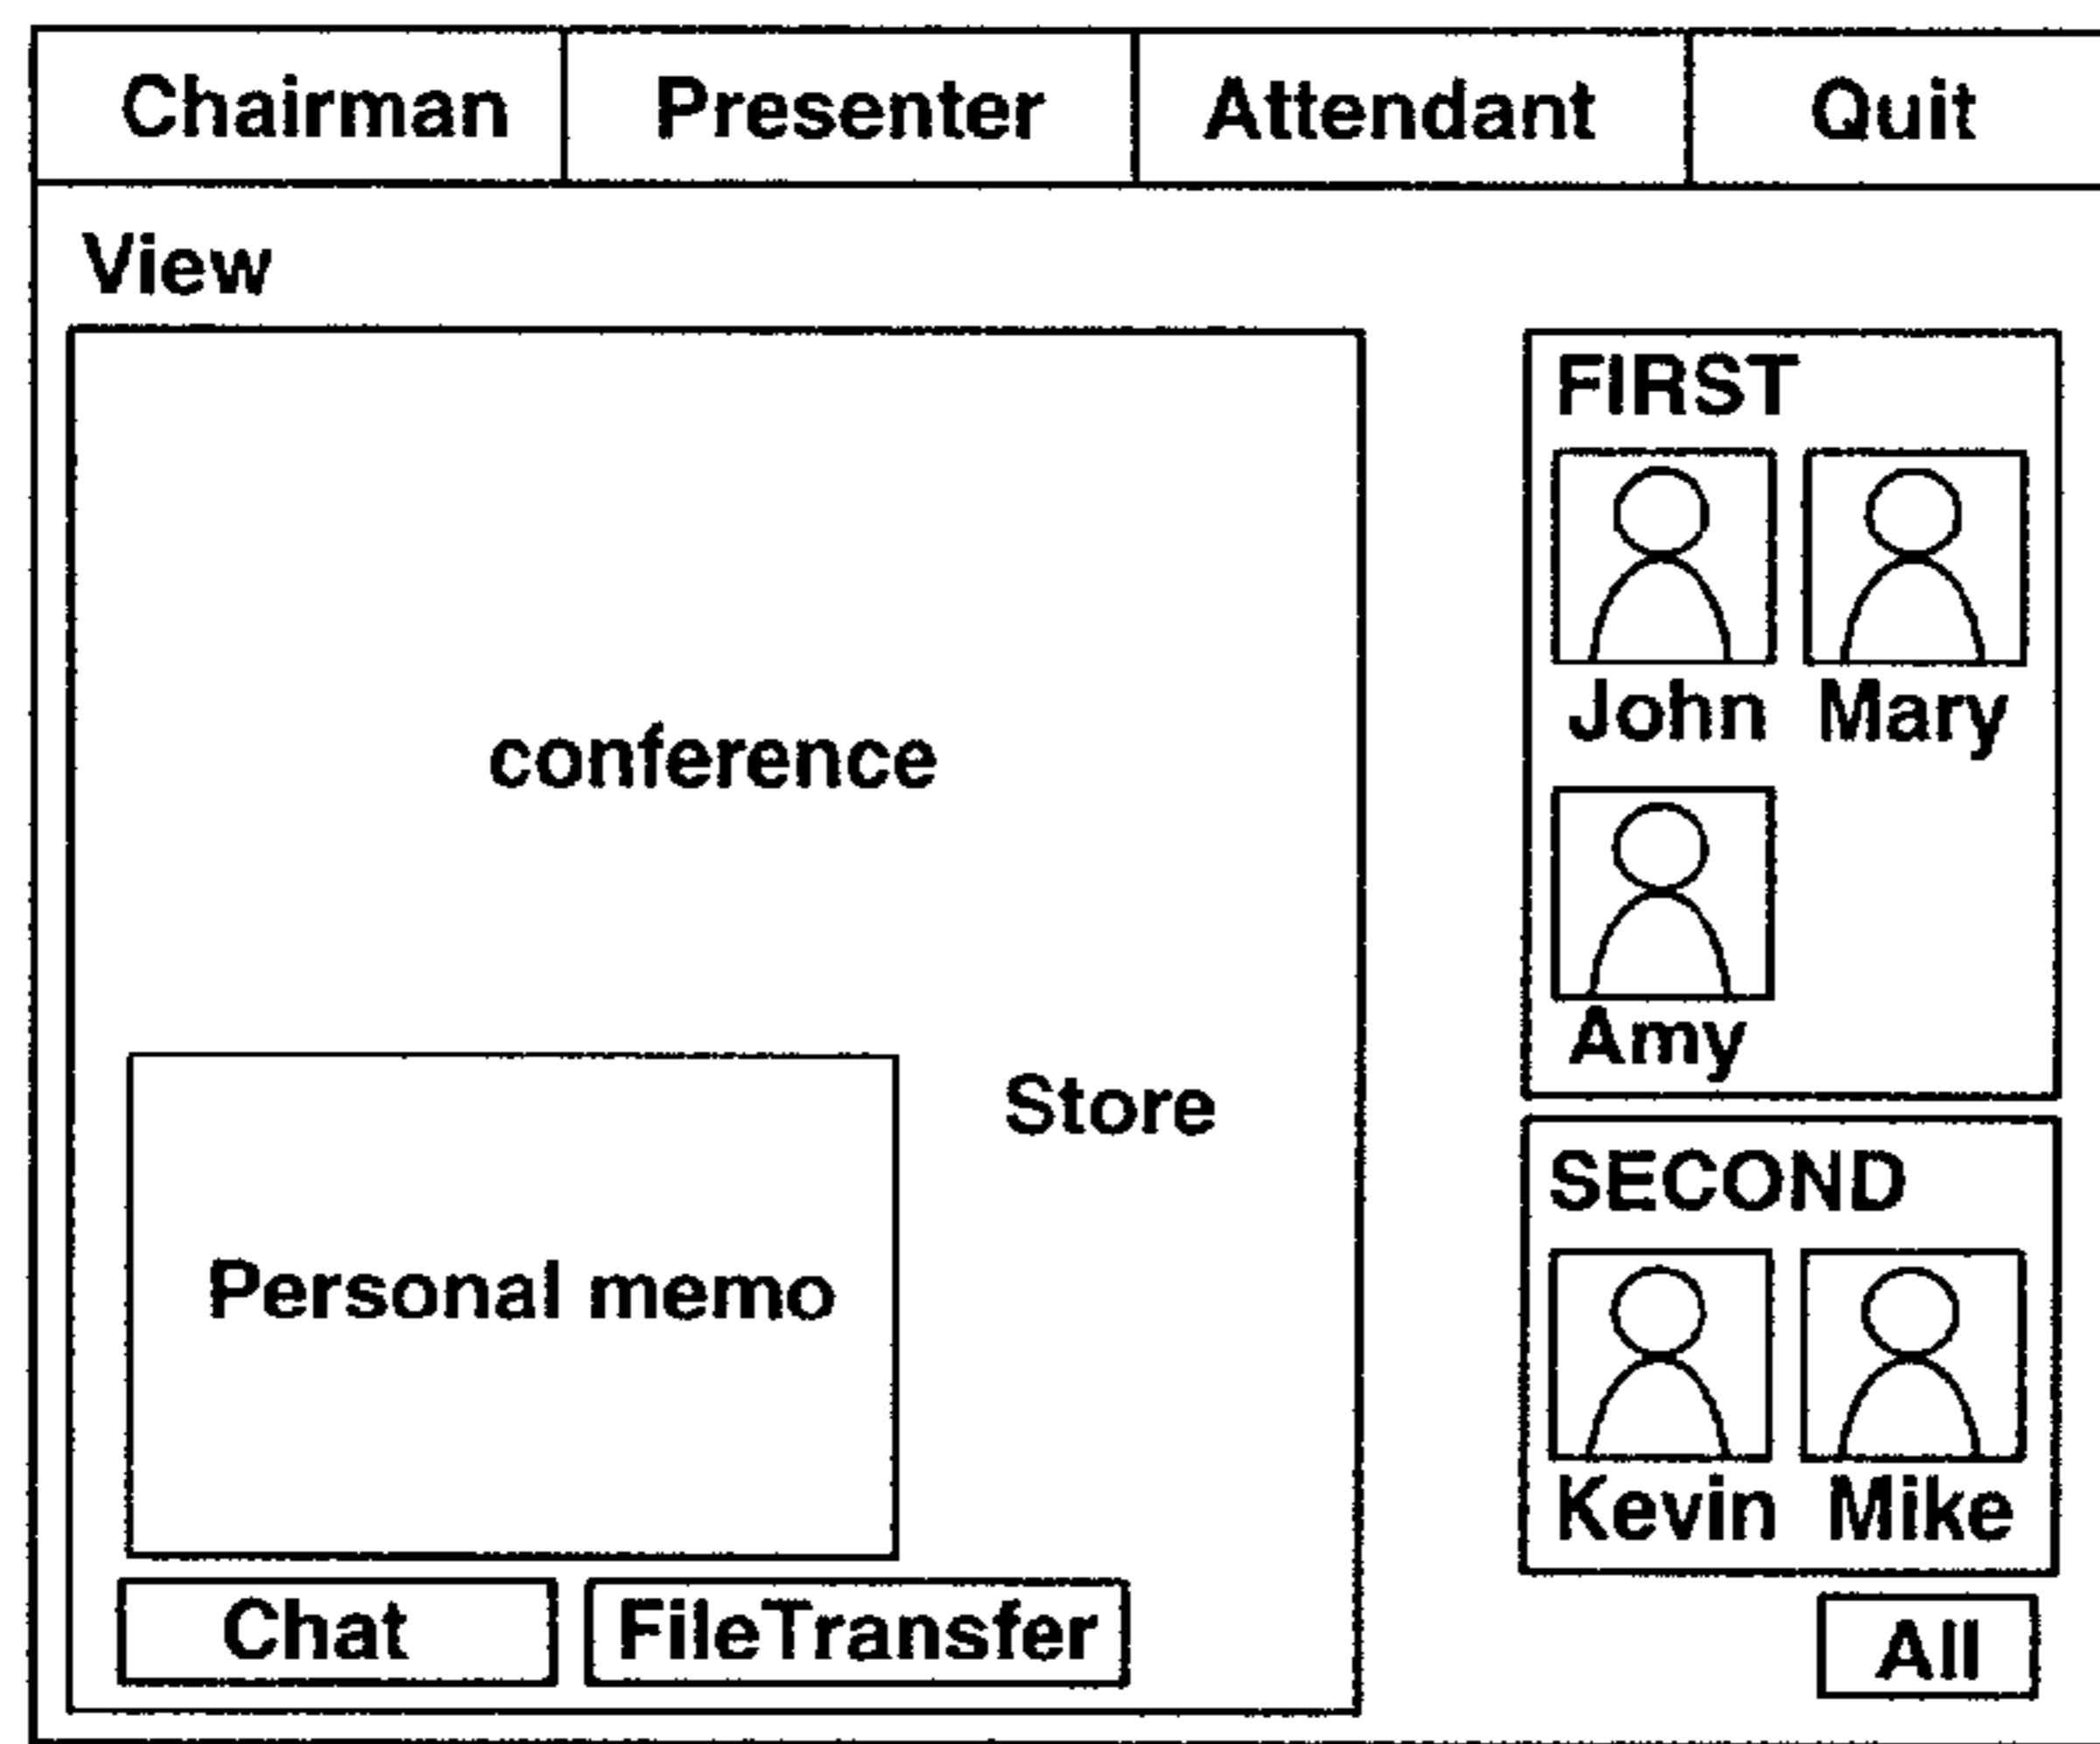 Chairman Presenter Attendant Quit
View
conference
Store
Personal memo
Chat FileTransfer
FIRST
John Mary
Amy
SECOND
Kevin Mike
All